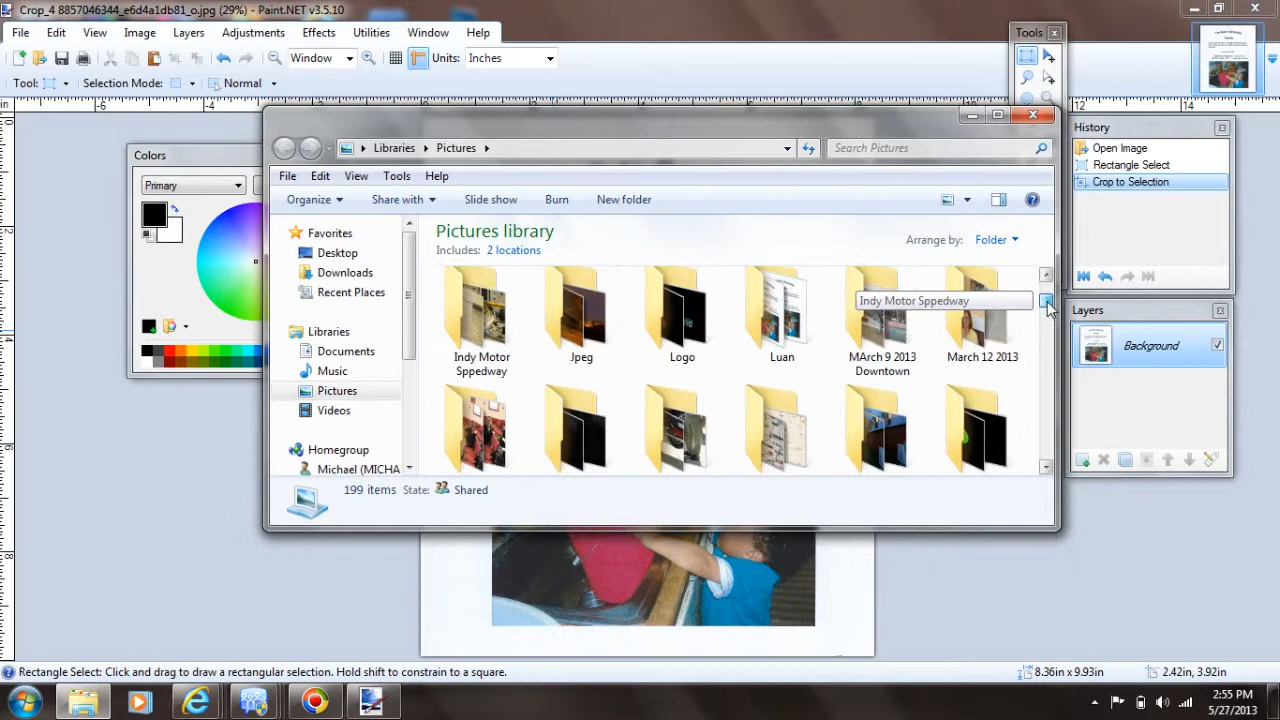 Crop_4 8857046344_e6d4a1db81_o.jpg (29%) - Paint.NET v3.5.10
File Edit View Image Layers Adjustments Effects Utilities Window Help
Window Units: Inches
Tool: Selection Mode: Normal
in -6 -4 12 14
Tools
Colors
Primary
Libraries Pictures Search Pictures
File Edit View Tools Help
Organize Share with Slide show Burn New folder
Favorites
Desktop
Downloads
Recent Places
Libraries
Documents
Music
Pictures
Videos
Homegroup
Michael (MICHA
Pictures library
Includes: 2 locations
Arrange by: Folder
Indy Motor Sppedway
Indy Motor Sppedway
Jpeg
Logo
Luan
MArch 9 2013 Downtown
March 12 2013
199 items State: Shared
History
Open Image
Rectangle Select
Crop to Selection
Layers
Background
Rectangle Select: Click and drag to draw a rectangular selection. Hold shift to constrain to a square.
8.36in x 9.93in
2.42in, 3.92in
2:55 PM
5/27/2013